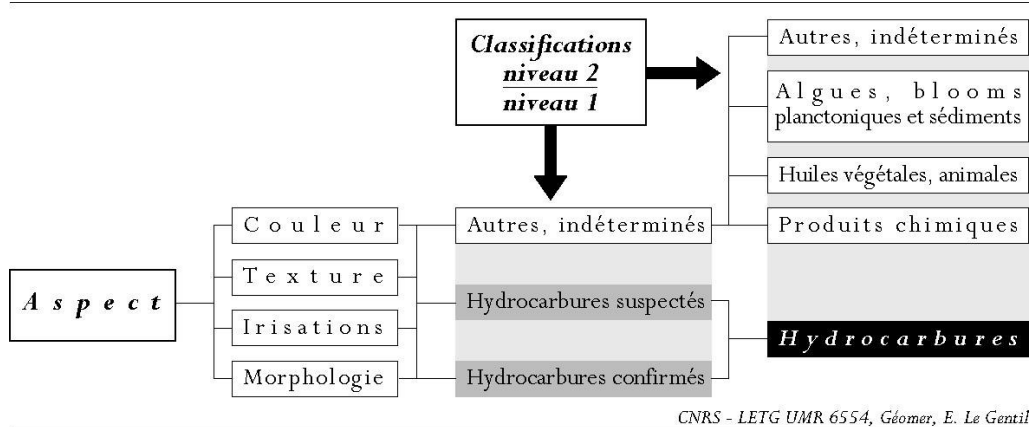 Classifications
niveau 2
niveau 1
Autres, indéterminés
Algues, blooms
planctoniques et sédiments
Huiles végétales, animales
Couleur
Autres, indéterminés
Produits chimiques
Texture
Aspect
Hydrocarbures suspectés
Irisations
Hydrocarbures
Morphologie
Hydrocarbures confirmés
CNRS - LETG UMR 6554, Géomer, E. Le Gentil